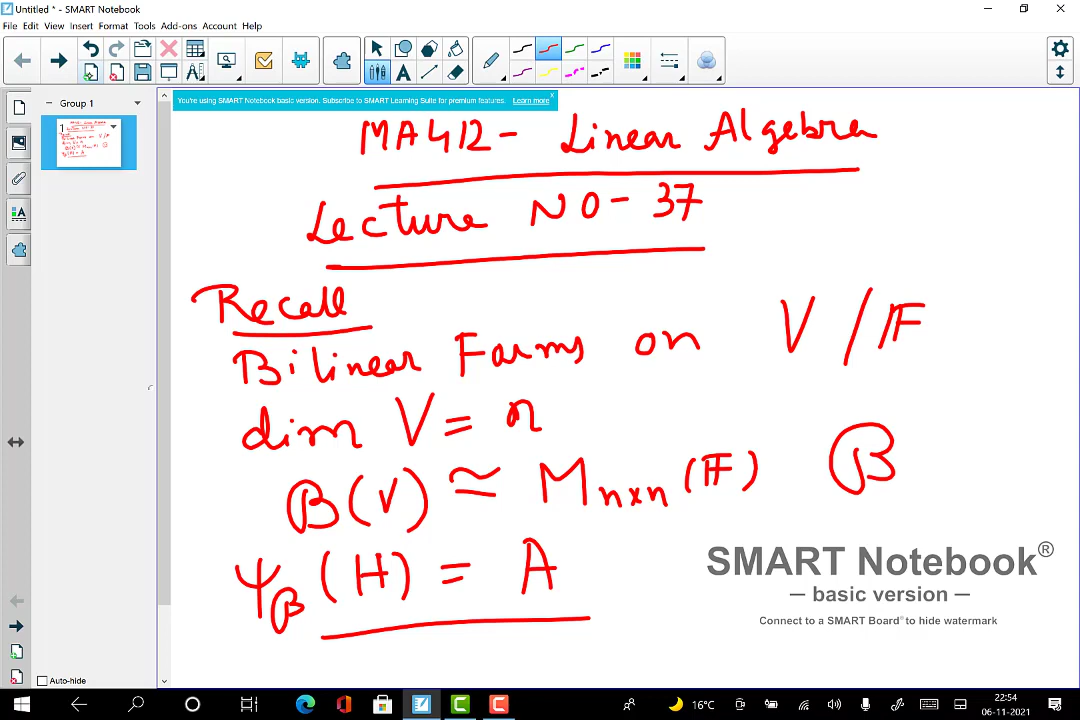 Untitled * - SMART Notebook
File Edit View Insert Format Tools Add-ons Account Help
Group 1
You're using SMART Notebook basic version. Subscribe to SMART Learning Suite for premium features. Learn more x
1
MA412- Linear Algebra
Lecture NO-37
Recall
Bilinear Forms on V / 𝔽
dim V = n
B(V) ≅ M n×n (𝔽) β
ψβ (H) = A
SMART Notebook®
— basic version —
Connect to a SMART Board® to hide watermark
Auto-hide
16°C
22:54
06-11-2021